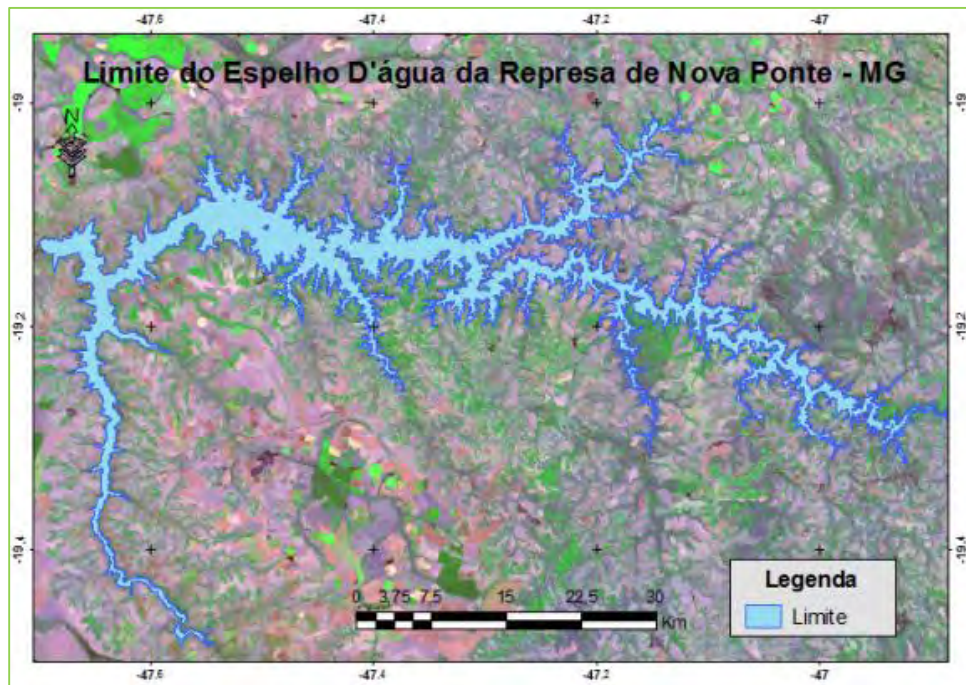 -47.6 -47.4 -47.2 -47
Limite do Espelho D'água da Represa de Nova Ponte - MG
-19 -19
N
-19.2 -19.2
-19.4 -19.4
0 3.75 7.5 15 22.5 30
Km
Legenda
Limite
-47.6 -47.4 -47.2 -47